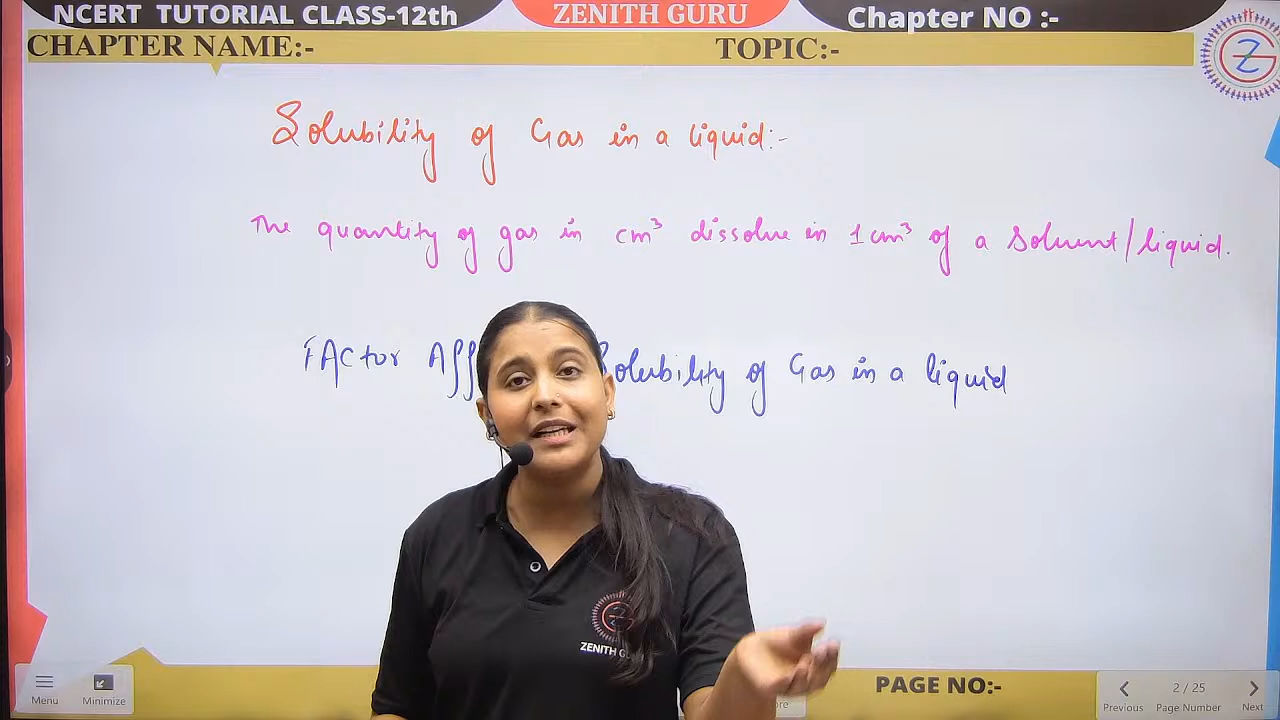 NCERT TUTORIAL CLASS-12th
ZENITH GURU
Chapter NO :-
CHAPTER NAME:-
TOPIC:-
Solubility of Gas in a liquid:-
The quantity of gas in cm³ dissolve in 1cm³ of a solvent/liquid.
FACtor Aff Solubility of Gas in a liquid
ZENITH GU
PAGE NO:-
Menu
Minimize
Previous
2 / 25
Page Number
Next